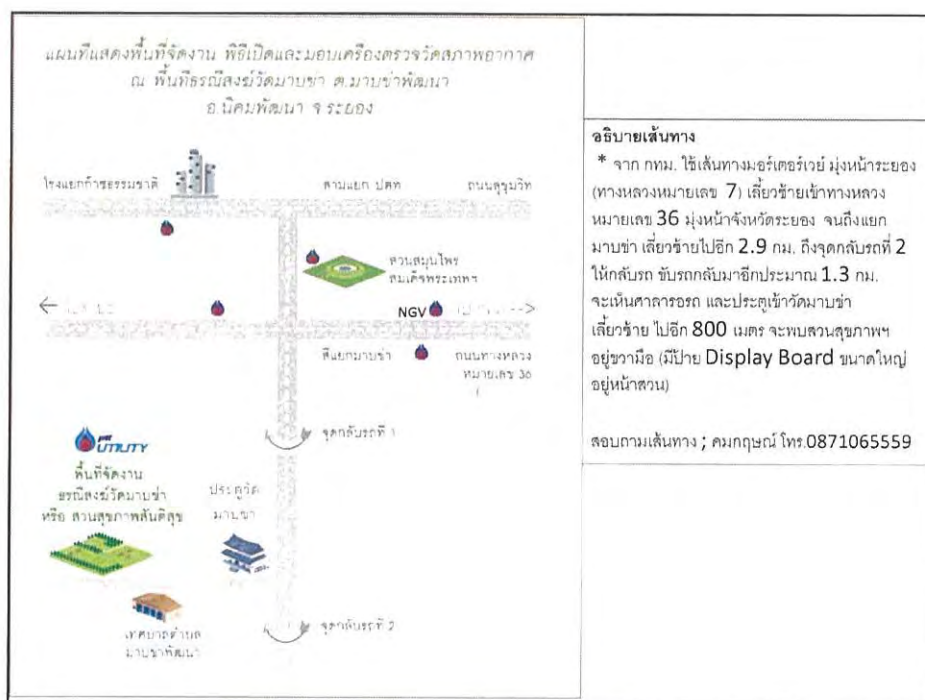 แผนที่แสดงพื้นที่จัดงาน พิธีเปิดและมอบเครื่องตรวจวัดสภาพอากาศ
ณ พื้นที่ธรณีสงฆ์วัดมาบข่า ต.มาบข่าพัฒนา
อ.นิคมพัฒนา จ.ระยอง
โรงแยกก๊าซธรรมชาติ
สามแยก ปตท
ถนนสุขุมวิท
สวนสมุนไพร
สมเด็จพระเทพฯ
NGV
สี่แยกมาบข่า
ถนนทางหลวง
หมายเลข 36
จุดกลับรถที่ 1
ptt
UTILITY
พื้นที่จัดงาน
ธรณีสงฆ์วัดมาบข่า
หรือ สวนสุขภาพสันติสุข
ประตูวัด
มาบข่า
เทศบาลตำบล
มาบข่าพัฒนา
จุดกลับรถที่ 2
อธิบายเส้นทาง
* จาก กทม. ใช้เส้นทางมอร์เตอร์เวย์ มุ่งหน้าระยอง
(ทางหลวงหมายเลข 7) เลี้ยวซ้ายเข้าทางหลวง
หมายเลข 36 มุ่งหน้าจังหวัดระยอง จนถึงแยก
มาบข่า เลี้ยวซ้ายไปอีก 2.9 กม. ถึงจุดกลับรถที่ 2
ให้กลับรถ ขับรถกลับมาอีกประมาณ 1.3 กม.
จะเห็นศาลารอรถ และประตูเข้าวัดมาบข่า
เลี้ยวซ้าย ไปอีก 800 เมตร จะพบสวนสุขภาพฯ
อยู่ขวามือ (มีป้าย Display Board ขนาดใหญ่
อยู่หน้าสวน)
สอบถามเส้นทาง ; คมกฤษณ์ โทร.0871065559